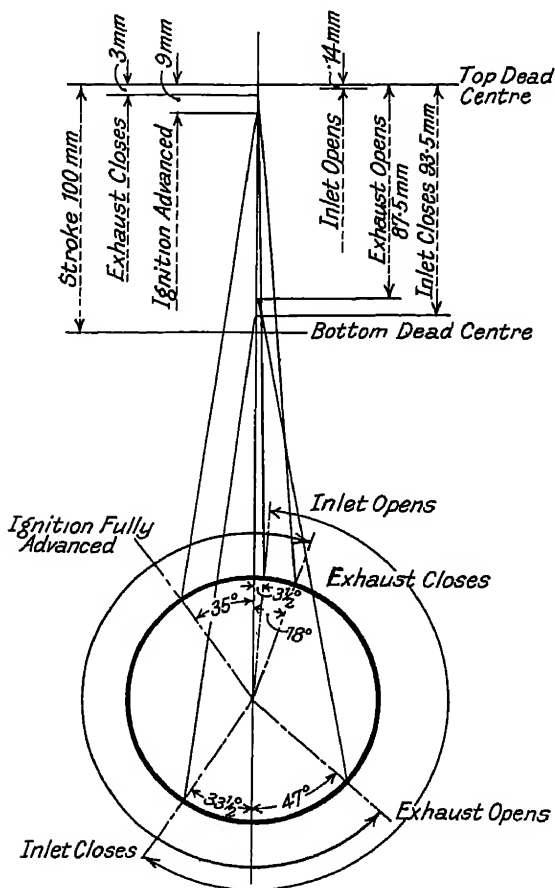 3mm
9mm
·14mm
Top Dead
Centre
Stroke 100 mm
Exhaust Closes
Ignition Advanced
Inlet Opens
Exhaust Opens
87·5mm
Inlet Closes 93·5mm
Bottom Dead Centre
Inlet Opens
Ignition Fully
Advanced
Exhaust Closes
35°
3½°
18°
33½°
47°
Exhaust Opens
Inlet Closes